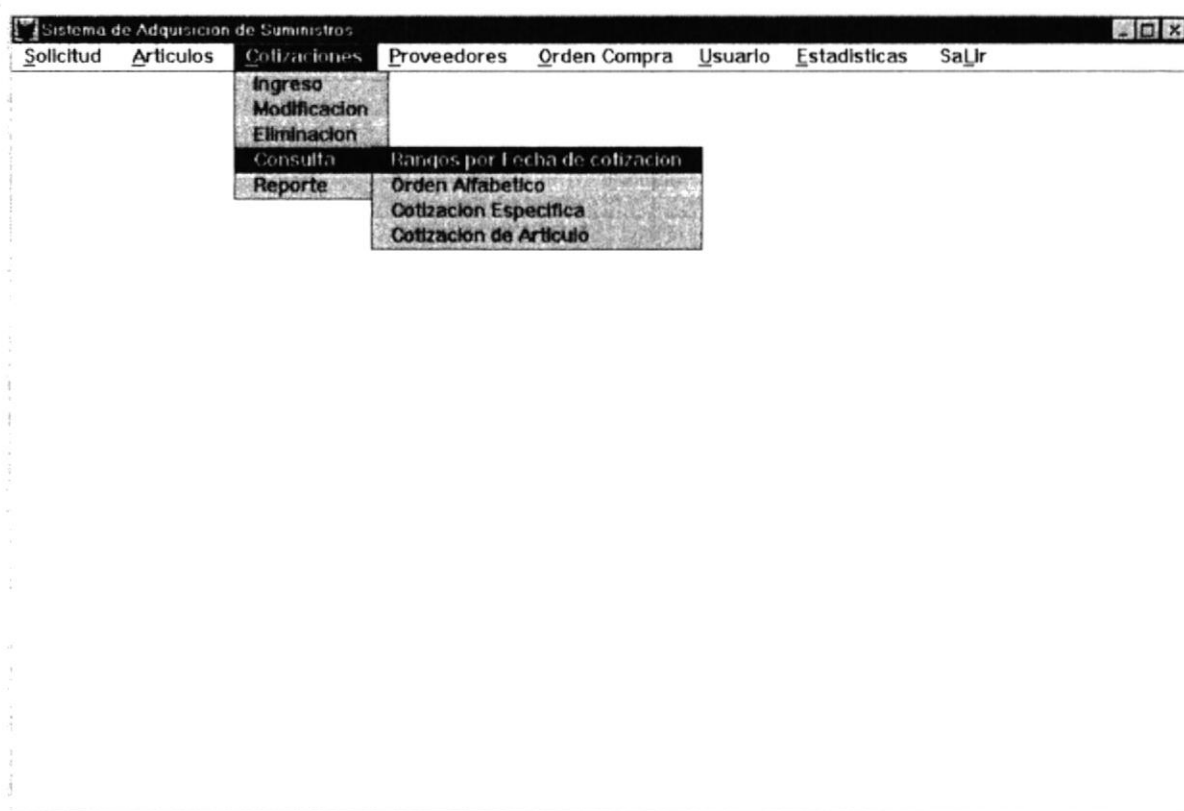 Sistema de Adquisicion de Suministros
Solicitud Articulos Cotizaciones Proveedores Orden Compra Usuario Estadisticas SaLir
Ingreso
Modificacion
Eliminacion
Consulta Rangos por Fecha de cotizacion
Reporte Orden Alfabetico
Cotizacion Especifica
Cotizacion de Articulo